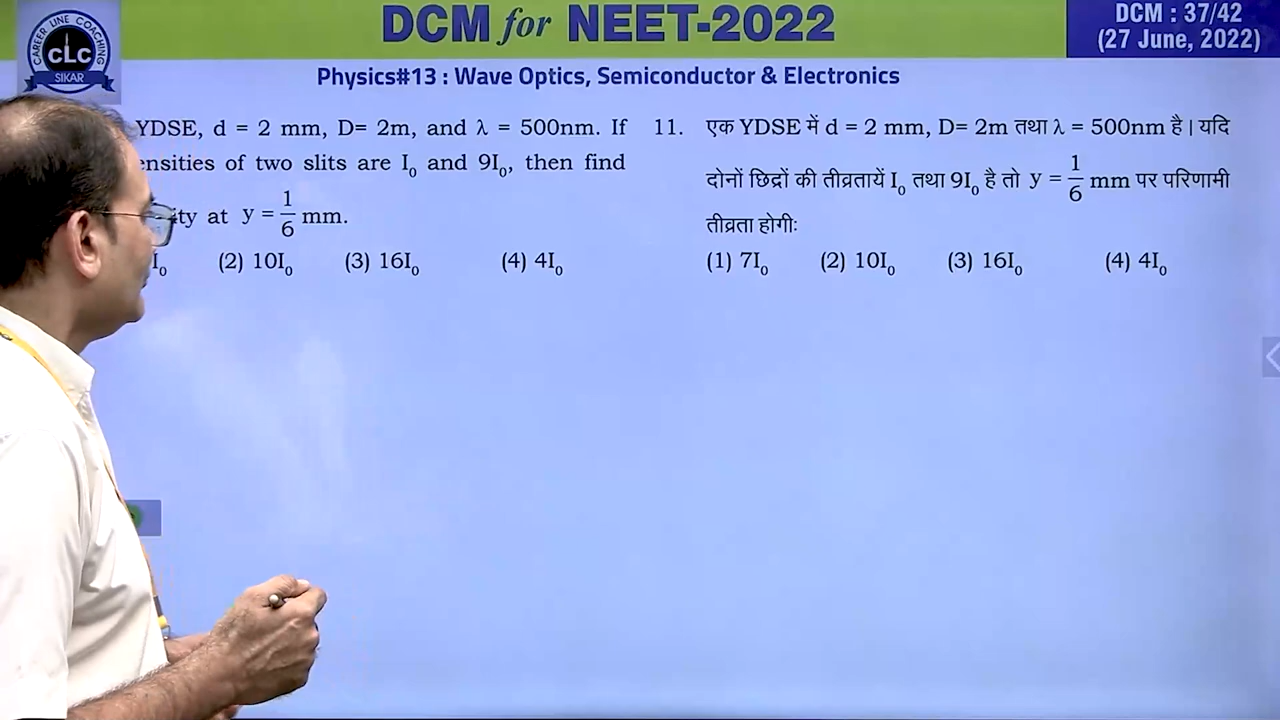 DCM for NEET-2022
DCM : 37/42
(27 June, 2022)
CAREER LINE COACHING
CLC
SIKAR
Physics#13 : Wave Optics, Semiconductor & Electronics
YDSE, d = 2 mm, D= 2m, and λ = 500nm. If
of two slits are I₀ and 9I₀, then find
at y = 1/6 mm.
I₀ (2) 10I₀ (3) 16I₀ (4) 4I₀
11. एक YDSE में d = 2 mm, D= 2m तथा λ = 500nm है। यदि
दोनों छिद्रों की तीव्रतायें I₀ तथा 9I₀ है तो y = 1/6 mm पर परिणामी
तीव्रता होगीः
(1) 7I₀ (2) 10I₀ (3) 16I₀ (4) 4I₀